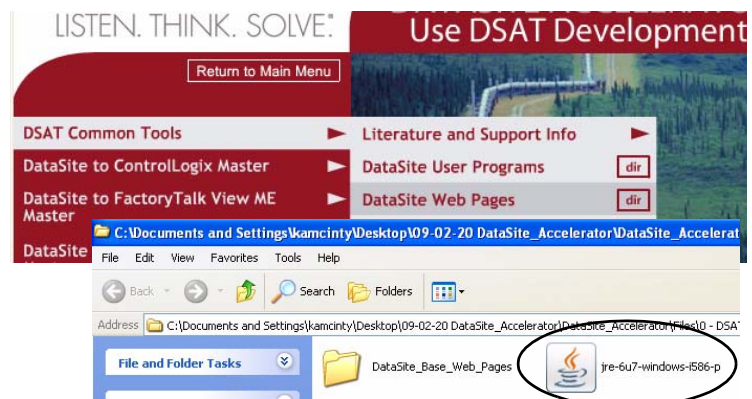 LISTEN. THINK. SOLVE.®
Use DSAT Development
Return to Main Menu
DSAT Common Tools
Literature and Support Info
DataSite to ControlLogix Master
DataSite User Programs
dir
DataSite to FactoryTalk View ME
Master
DataSite Web Pages
dir
DataSite
C:\Documents and Settings\kamcinty\Desktop\09-02-20 DataSite_Accelerator\DataSite_Accelerat
File Edit View Favorites Tools Help
Back Search Folders
Address C:\Documents and Settings\kamcinty\Desktop\09-02-20 DataSite_Accelerator\DataSite_Accelerator\Files\0 - DSA
File and Folder Tasks
DataSite_Base_Web_Pages
jre-6u7-windows-i586-p